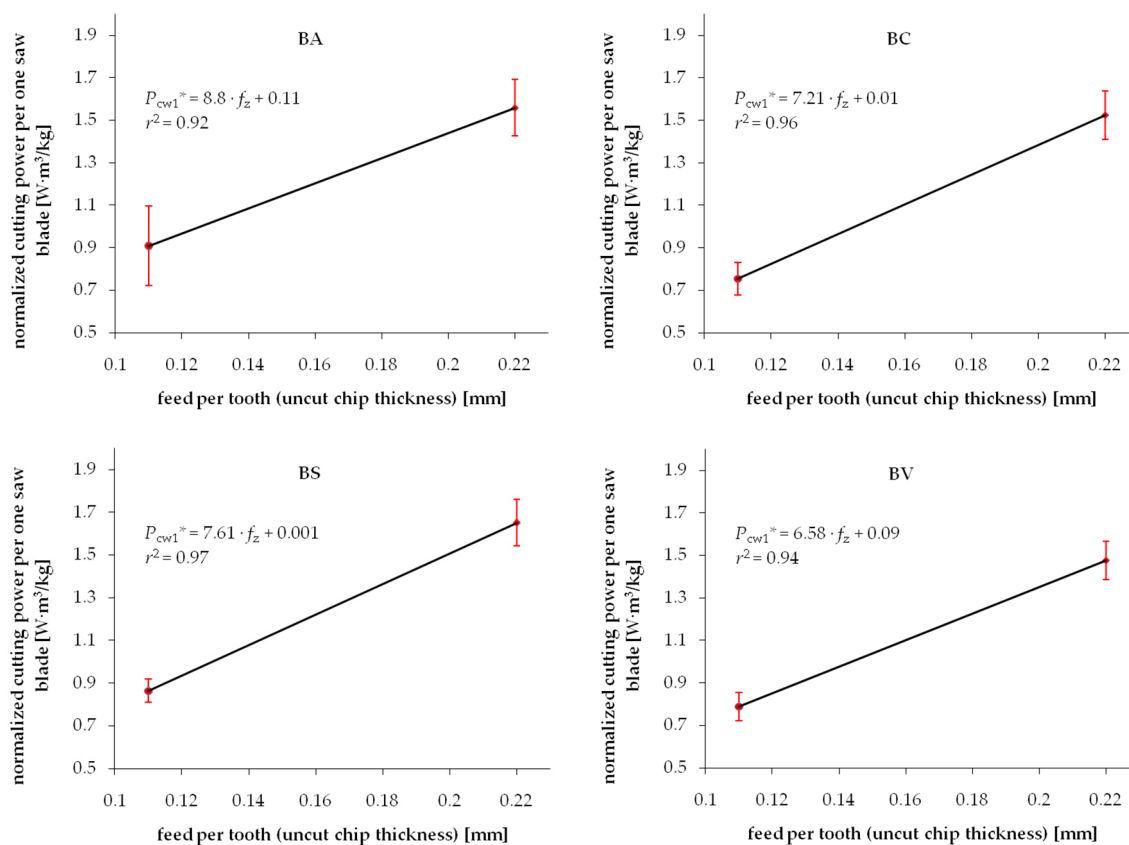 BA
P_cw1* = 8.8 · f_z + 0.11
r² = 0.92
normalized cutting power per one saw
blade [W·m³/kg]
1.9
1.7
1.5
1.3
1.1
0.9
0.7
0.5
0.1 0.12 0.14 0.16 0.18 0.2 0.22
feed per tooth (uncut chip thickness) [mm]
BC
P_cw1* = 7.21 · f_z + 0.01
r² = 0.96
normalized cutting power per one saw
blade [W·m³/kg]
1.9
1.7
1.5
1.3
1.1
0.9
0.7
0.5
0.1 0.12 0.14 0.16 0.18 0.2 0.22
feed per tooth (uncut chip thickness) [mm]
BS
P_cw1* = 7.61 · f_z + 0.001
r² = 0.97
normalized cutting power per one saw
blade [W·m³/kg]
1.9
1.7
1.5
1.3
1.1
0.9
0.7
0.5
0.1 0.12 0.14 0.16 0.18 0.2 0.22
feed per tooth (uncut chip thickness) [mm]
BV
P_cw1* = 6.58 · f_z + 0.09
r² = 0.94
normalized cutting power per one saw
blade [W·m³/kg]
1.9
1.7
1.5
1.3
1.1
0.9
0.7
0.5
0.1 0.12 0.14 0.16 0.18 0.2 0.22
feed per tooth (uncut chip thickness) [mm]